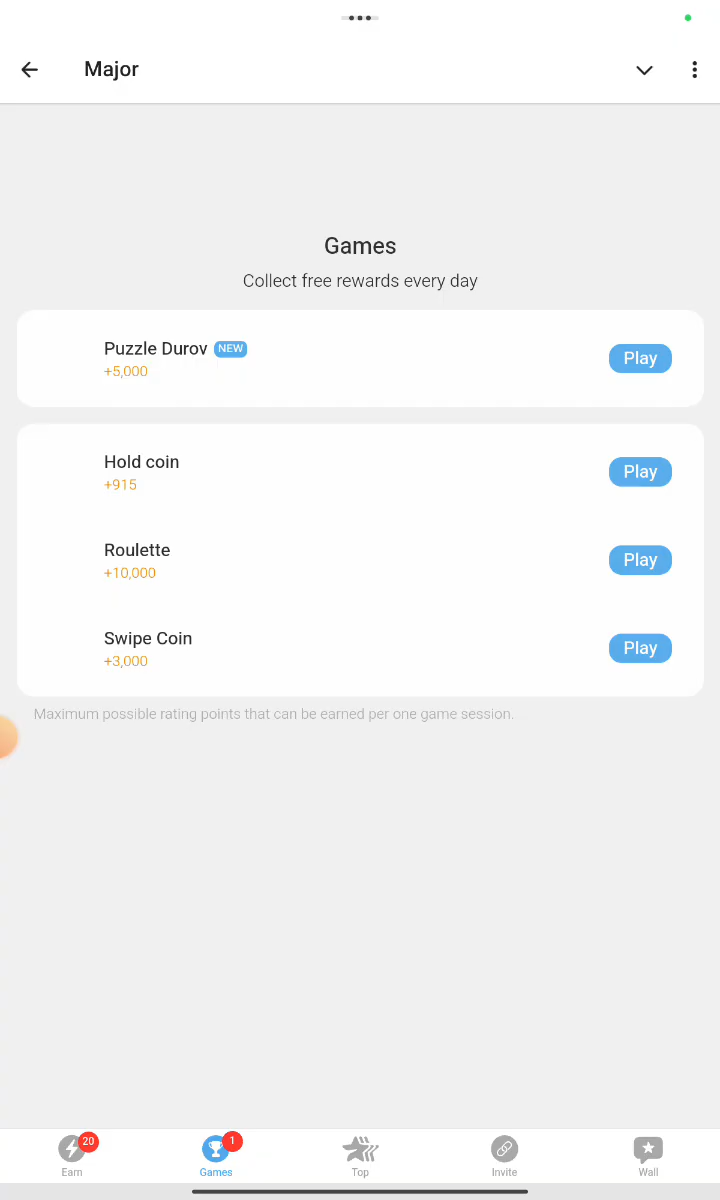 Major
Games
Collect free rewards every day
Puzzle Durov NEW
+5,000
Play
Hold coin
+915
Play
Roulette
+10,000
Play
Swipe Coin
+3,000
Play
Maximum possible rating points that can be earned per one game session.
20
1
Earn
Games
Top
Invite
Wall